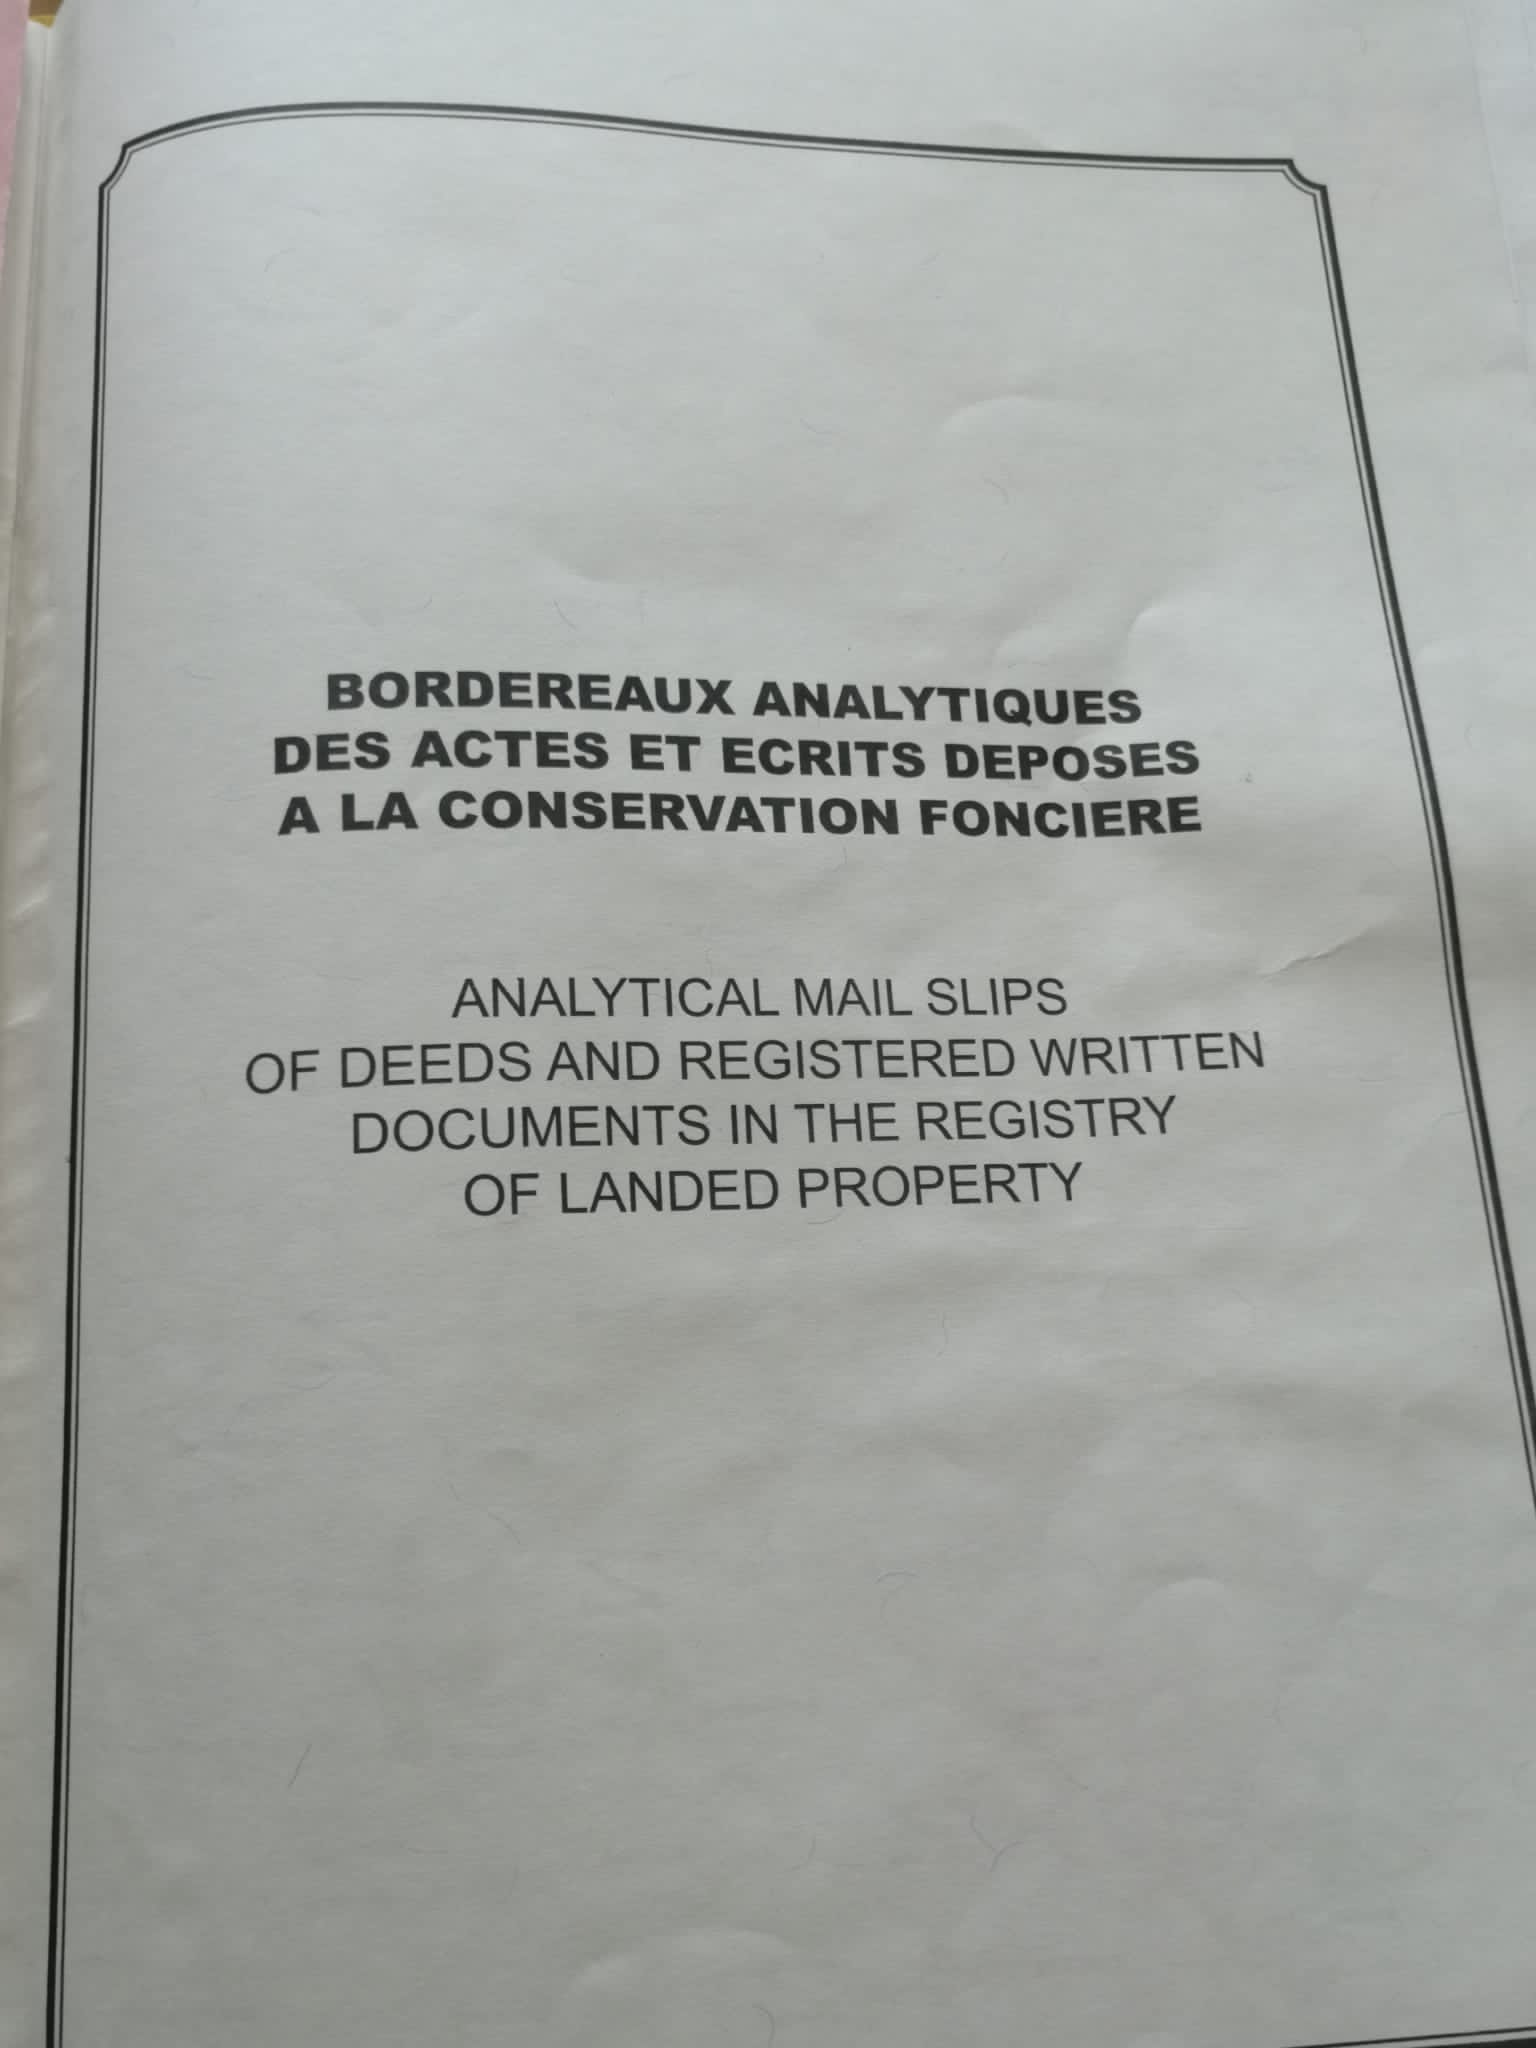 BORDEREAUX ANALYTIQUES
DES ACTES ET ECRITS DEPOSES
A LA CONSERVATION FONCIERE
ANALYTICAL MAIL SLIPS
OF DEEDS AND REGISTERED WRITTEN
DOCUMENTS IN THE REGISTRY
OF LANDED PROPERTY